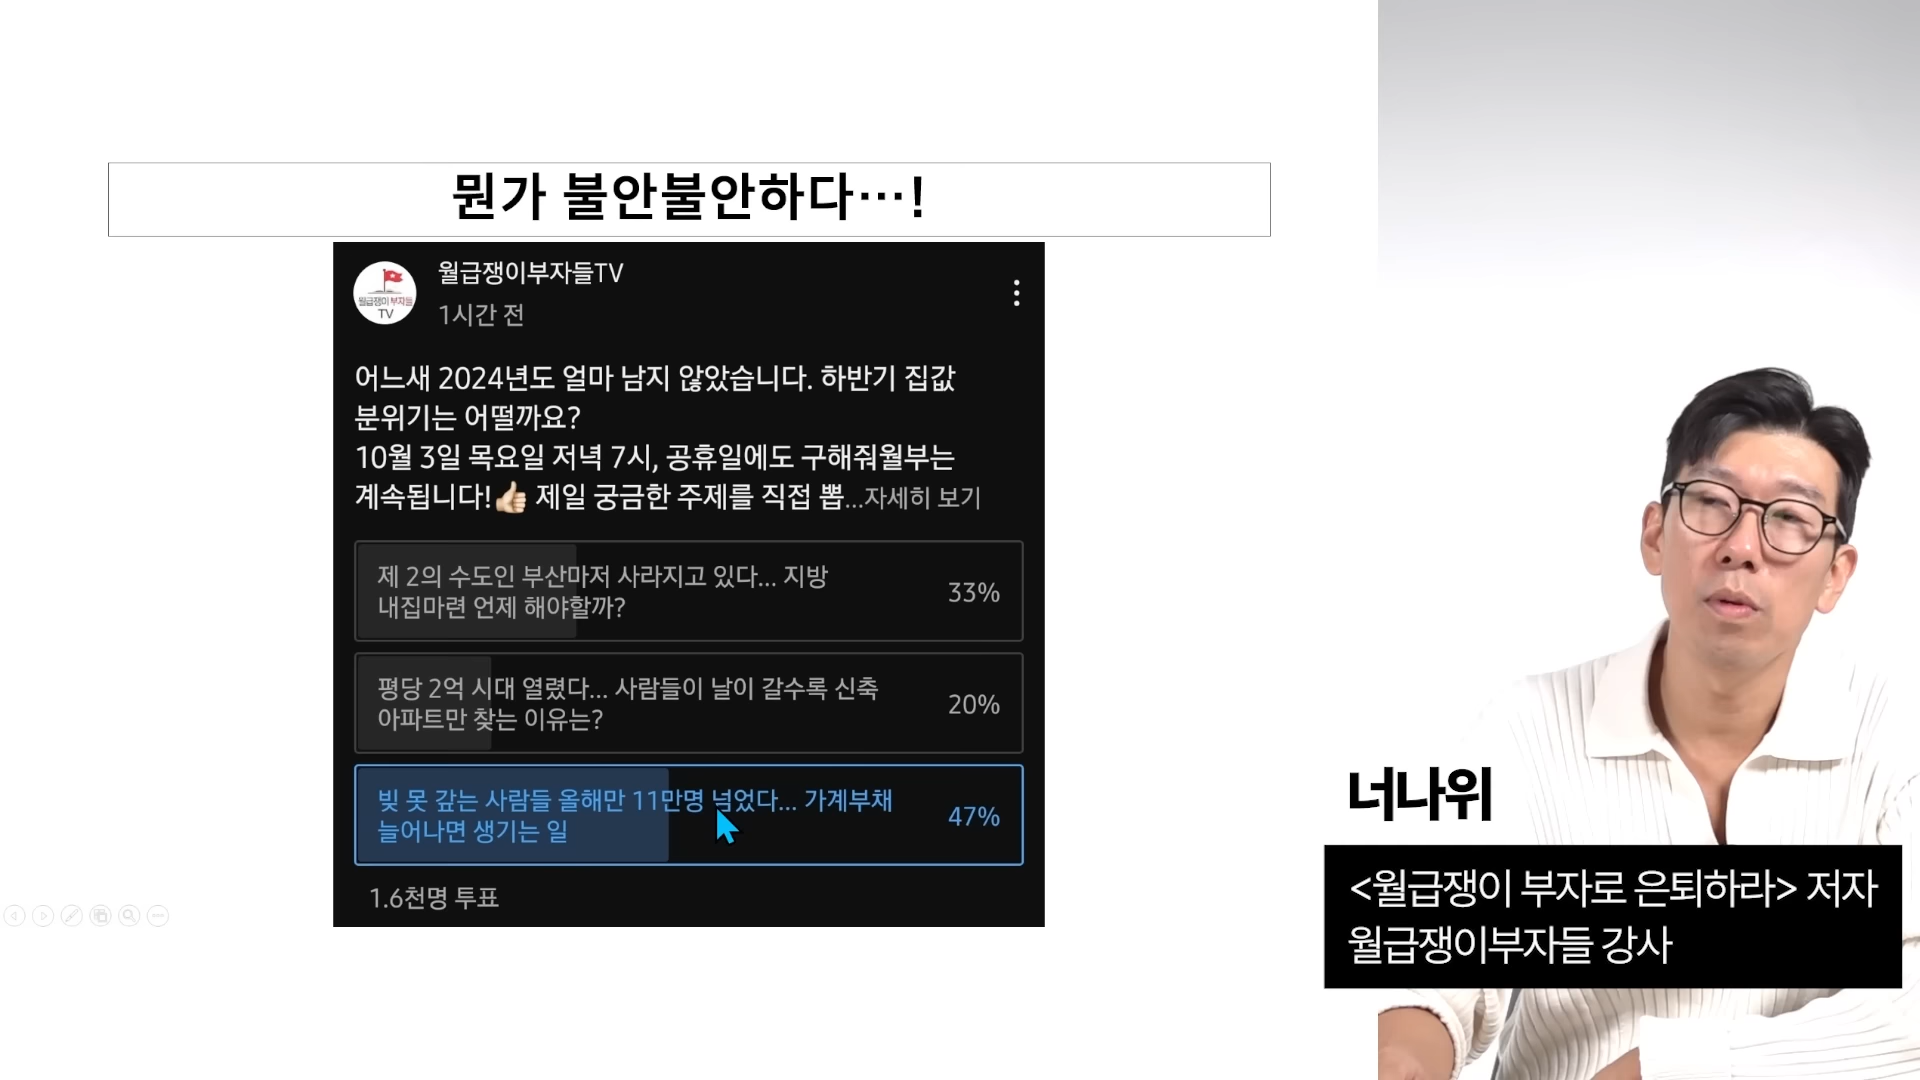 뭔가 불안불안하다…!
월급쟁이부자들TV
1시간 전
월급쟁이 부자들
TV
어느새 2024년도 얼마 남지 않았습니다. 하반기 집값
분위기는 어떨까요?
10월 3일 목요일 저녁 7시, 공휴일에도 구해줘월부는
계속됩니다!👍🏻 제일 궁금한 주제를 직접 뽑...자세히 보기
제 2의 수도인 부산마저 사라지고 있다... 지방
내집마련 언제 해야할까?
33%
평당 2억 시대 열렸다... 사람들이 날이 갈수록 신축
아파트만 찾는 이유는?
20%
빚 못 갚는 사람들 올해만 11만명 넘었다... 가계부채
늘어나면 생기는 일
47%
1.6천명 투표
너나위
<월급쟁이 부자로 은퇴하라> 저자
월급쟁이부자들 강사